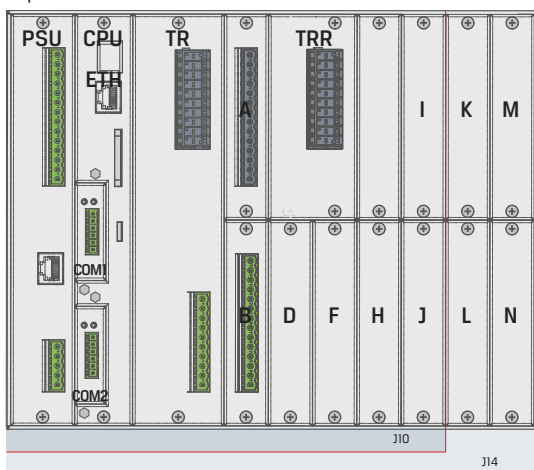 PSU CPU TR TRR
ETH
A I K M
COM1
B D F H J L N
COM2
J10
J14